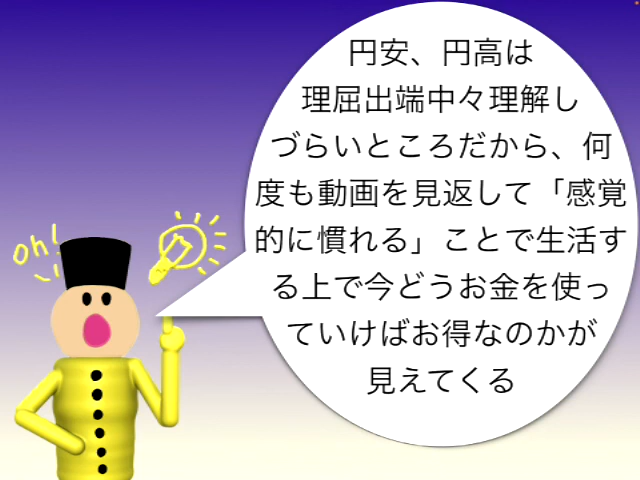 円安、円高は
理屈出端中々理解し
づらいところだから、何
度も動画を見返して「感覚
的に慣れる」ことで生活す
る上で今どうお金を使っ
ていけばお得なのかが
見えてくる
oh!